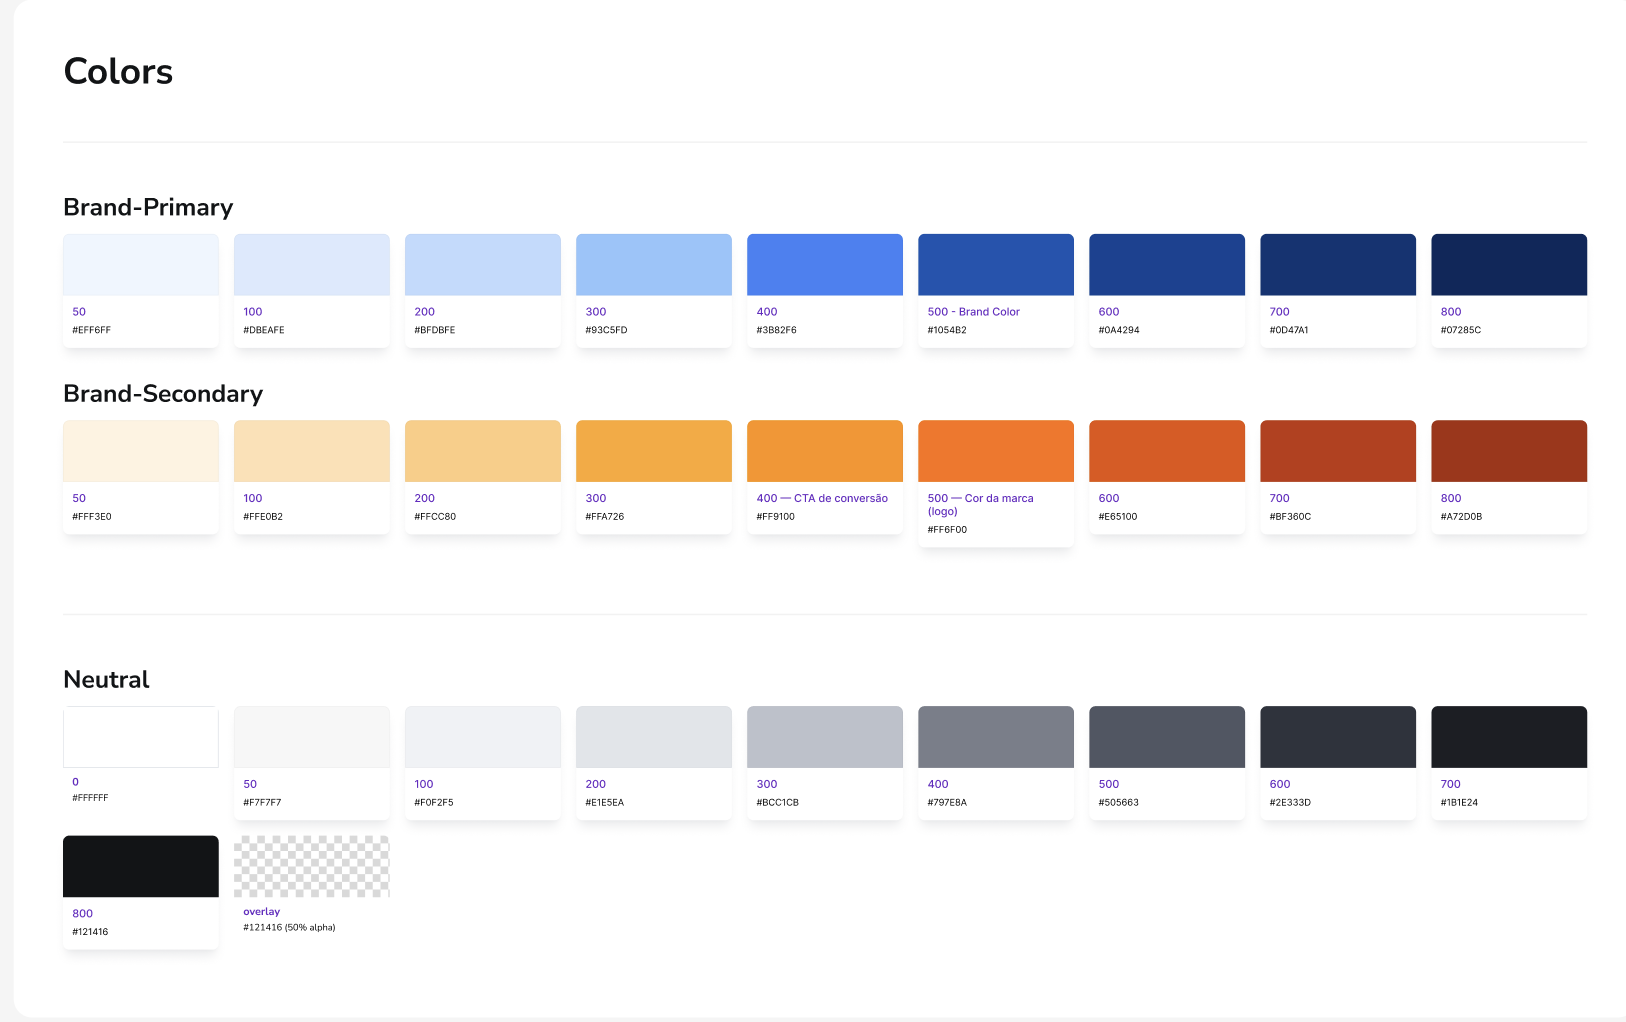 Colors
Brand-Primary
50
#EFF6FF
100
#DBEAFE
200
#BFDBFE
300
#93C5FD
400
#3B82F6
500 - Brand Color
#1054B2
600
#0A4294
700
#0D47A1
800
#07285C
Brand-Secondary
50
#FFF3E0
100
#FFE0B2
200
#FFCC80
300
#FFA726
400 — CTA de conversão
#FF9100
500 — Cor da marca
(logo)
#FF6F00
600
#E65100
700
#BF360C
800
#A72D0B
Neutral
0
#FFFFFF
50
#F7F7F7
100
#F0F2F5
200
#E1E5EA
300
#BCC1CB
400
#797E8A
500
#505663
600
#2E333D
700
#1B1E24
800
#121416
overlay
#121416 (50% alpha)